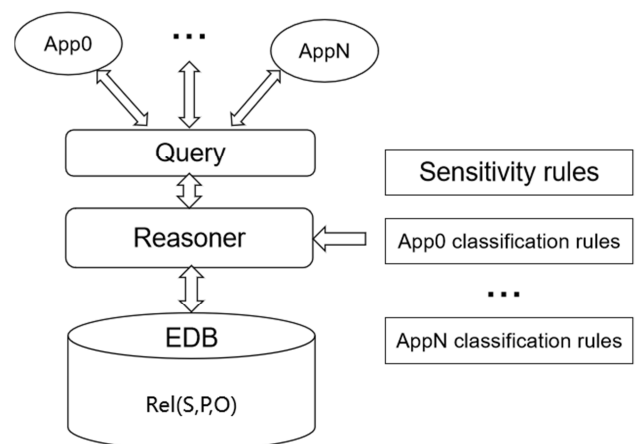 App0
...
AppN
Query
Sensitivity rules
Reasoner
App0 classification rules
...
EDB
AppN classification rules
Rel(S,P,O)